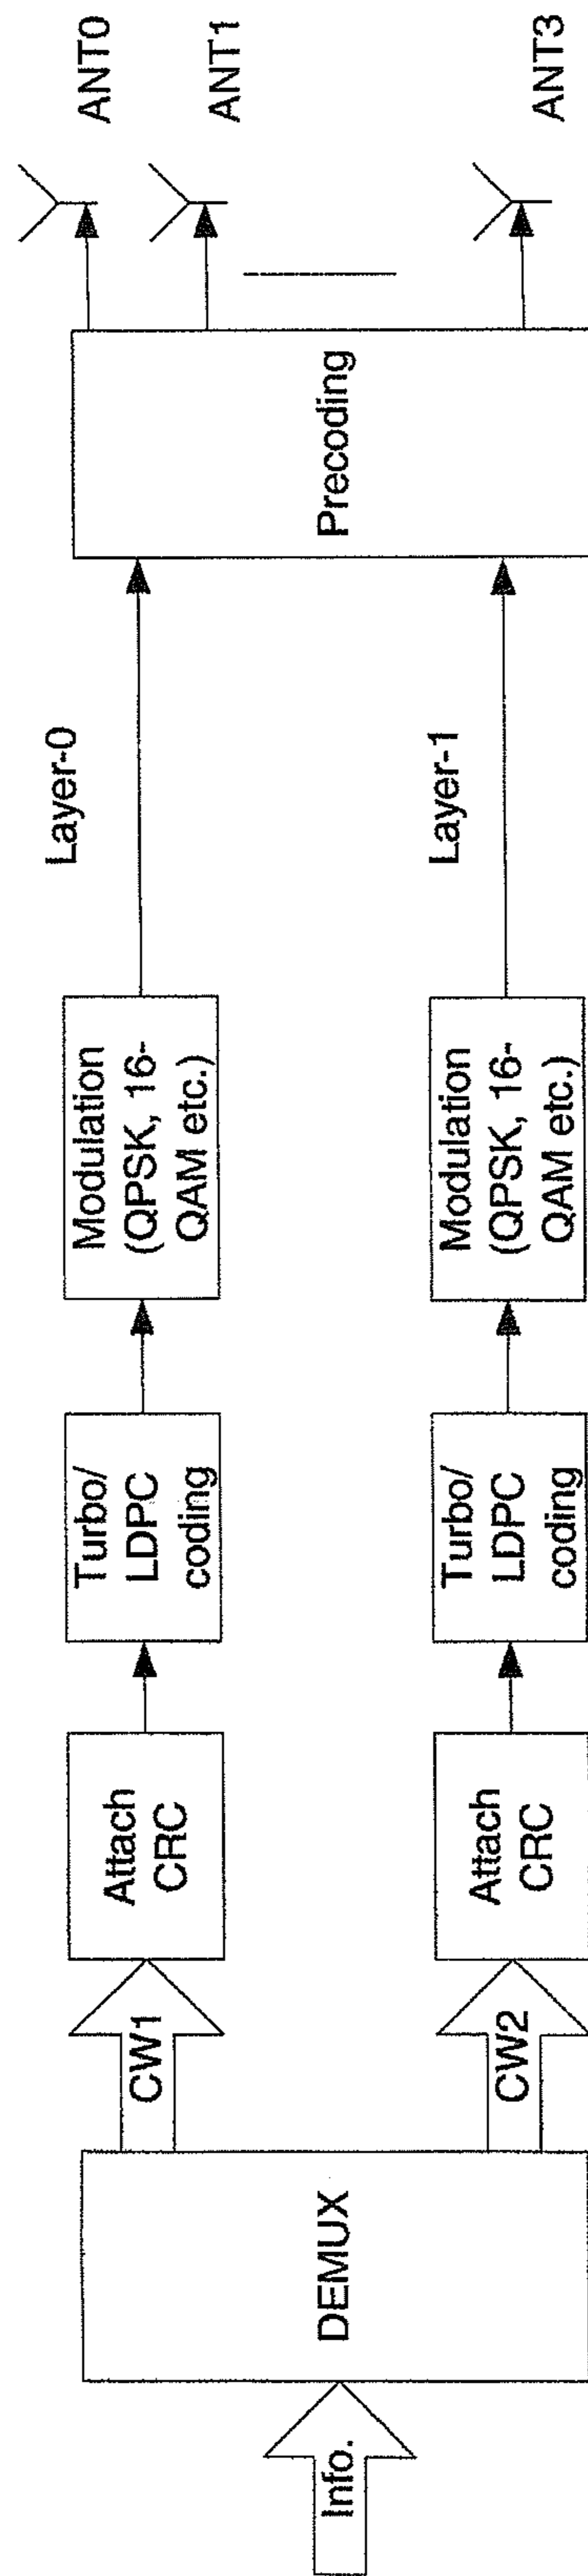 Info.
DEMUX
CW1
Attach
CRC
Turbo/
LDPC
coding
Modulation
(QPSK, 16-
QAM etc.)
Layer-0
CW2
Attach
CRC
Turbo/
LDPC
coding
Modulation
(QPSK, 16-
QAM etc.)
Layer-1
Precoding
ANT0
ANT1
ANT3